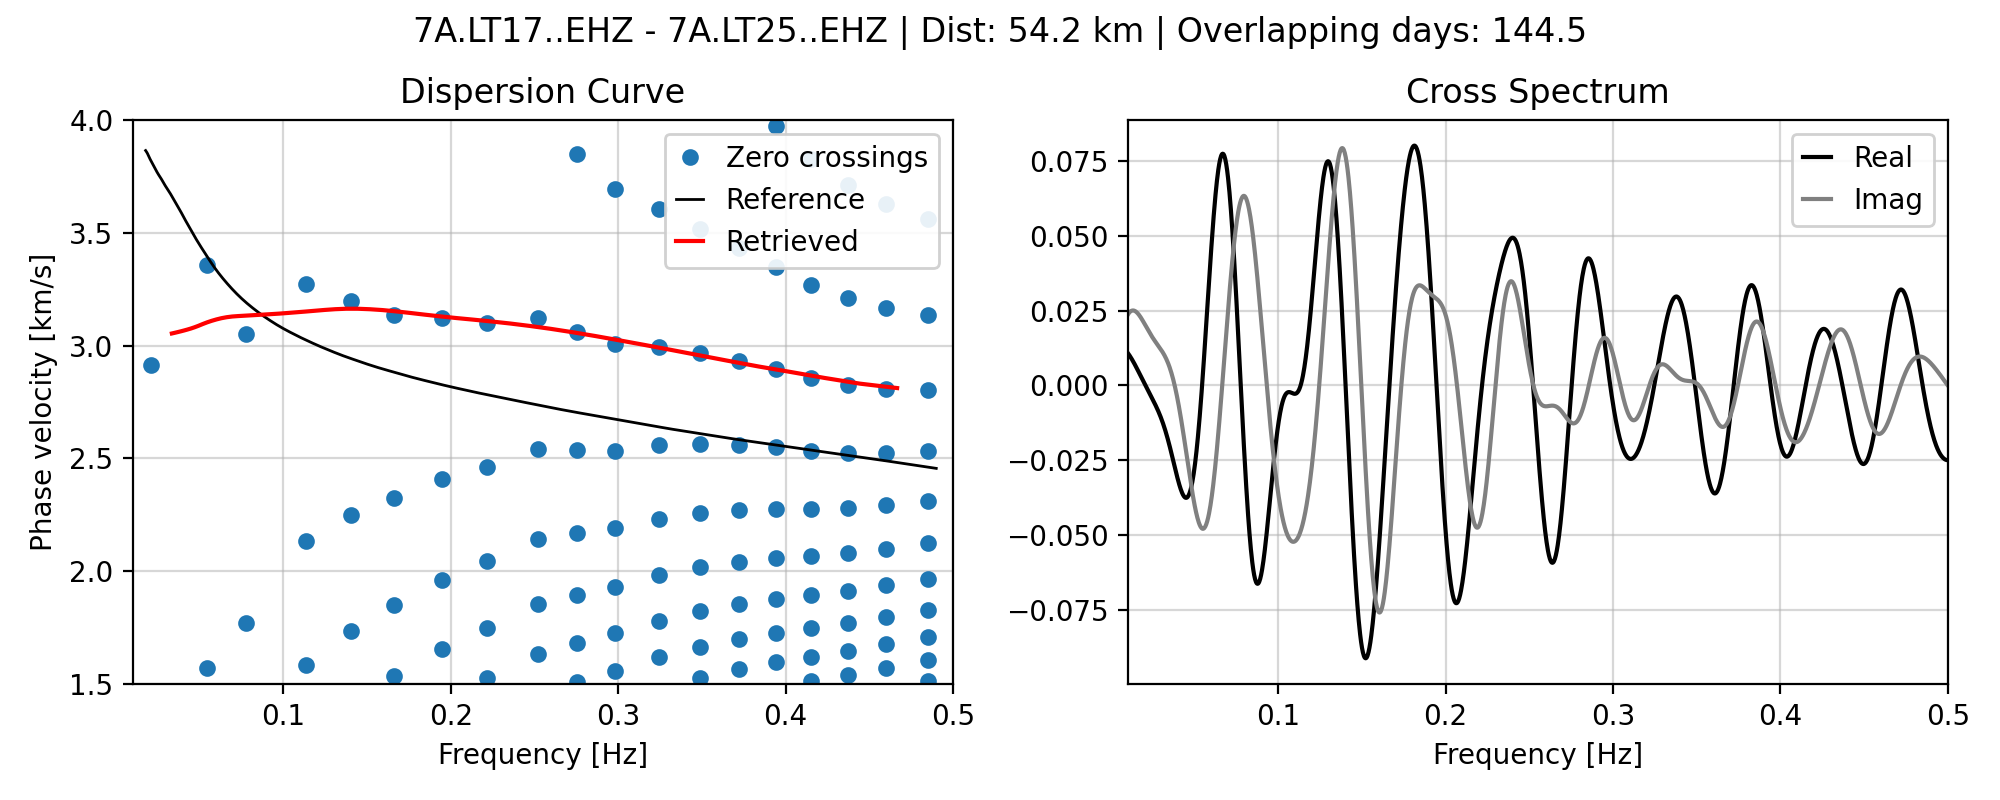 7A.LT17..EHZ - 7A.LT25..EHZ | Dist: 54.2 km | Overlapping days: 144.5
Dispersion Curve
4.0
3.5
3.0
2.5
2.0
1.5
Phase velocity [km/s]
Zero crossings
Reference
Retrieved
0.1
0.2
0.3
0.4
0.5
Frequency [Hz]
Cross Spectrum
0.075
0.050
0.025
0.000
−0.025
−0.050
−0.075
Real
Imag
0.1
0.2
0.3
0.4
0.5
Frequency [Hz]